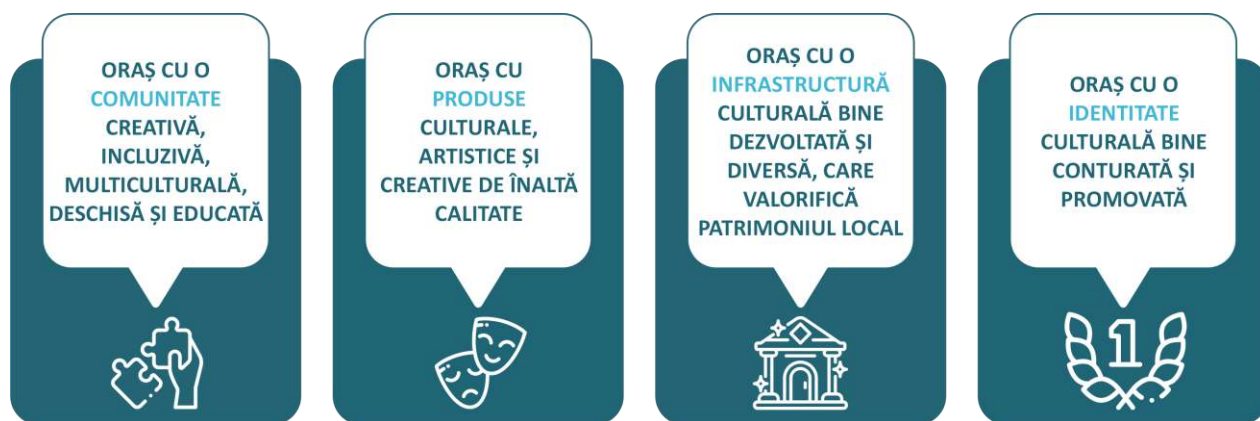 ORAȘ CU O
COMUNITATE
CREATIVĂ,
INCLUZIVĂ,
MULTICULTURALĂ,
DESCHISĂ ȘI EDUCATĂ
ORAȘ CU
PRODUSE
CULTURALE,
ARTISTICE ȘI
CREATIVE DE ÎNALTĂ
CALITATE
ORAȘ CU O
INFRASTRUCTURĂ
CULTURALĂ BINE
DEZVOLTATĂ ȘI
DIVERSĂ, CARE
VALORIFICĂ
PATRIMONIUL LOCAL
ORAȘ CU O
IDENTITATE
CULTURALĂ BINE
CONTURATĂ ȘI
PROMOVATĂ
1